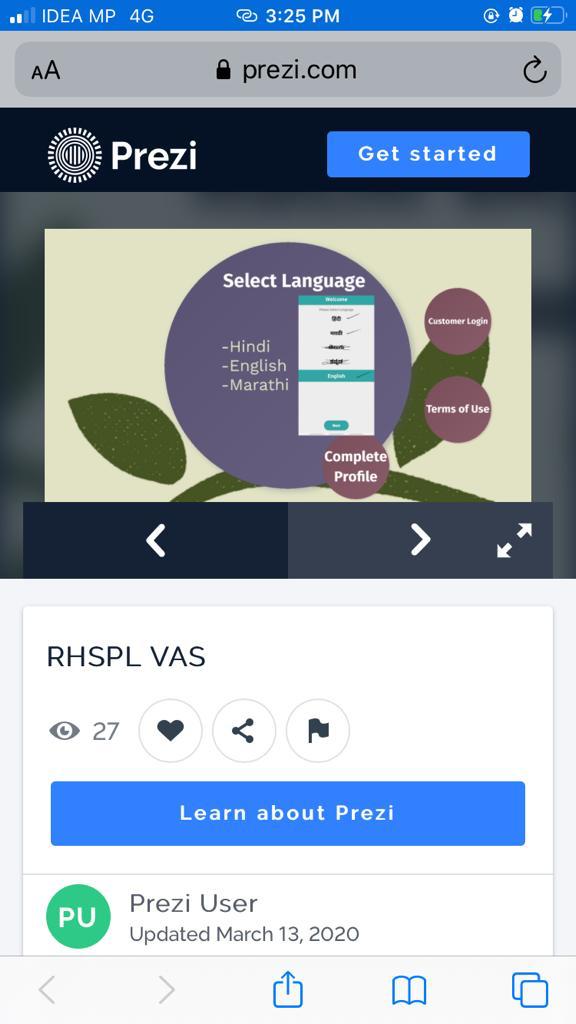 IDEA MP 4G 3:25 PM
AA prezi.com
Prezi Get started
Select Language
Welcome
हिंदी
मराठी
-Hindi
-English
-Marathi
English
Next
Customer Login
Terms of Use
Complete
Profile
RHSPL VAS
27
Learn about Prezi
PU
Prezi User
Updated March 13, 2020